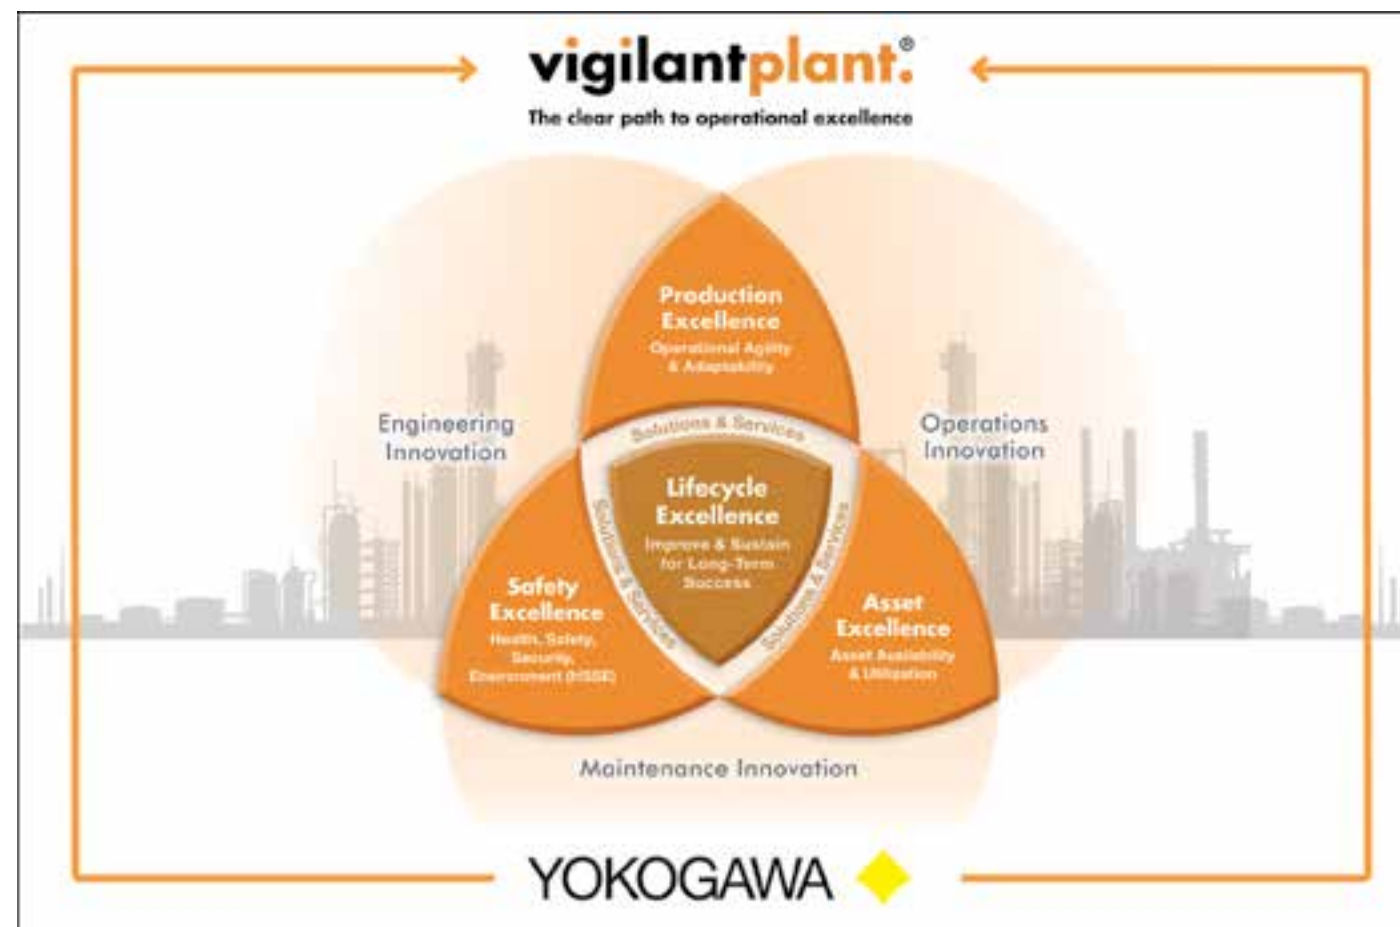 vigilantplant.®
The clear path to operational excellence
Production
Excellence
Operational Agility
& Adaptability
Engineering
Innovation
Operations
Innovation
Solutions & Services
Lifecycle
Excellence
Improve & Sustain
for Long-Term
Success
Solutions & Services
Solutions & Services
Safety
Excellence
Health, Safety,
Security,
Environment (HSSE)
Asset
Excellence
Asset Availability
& Utilization
Maintenance Innovation
YOKOGAWA